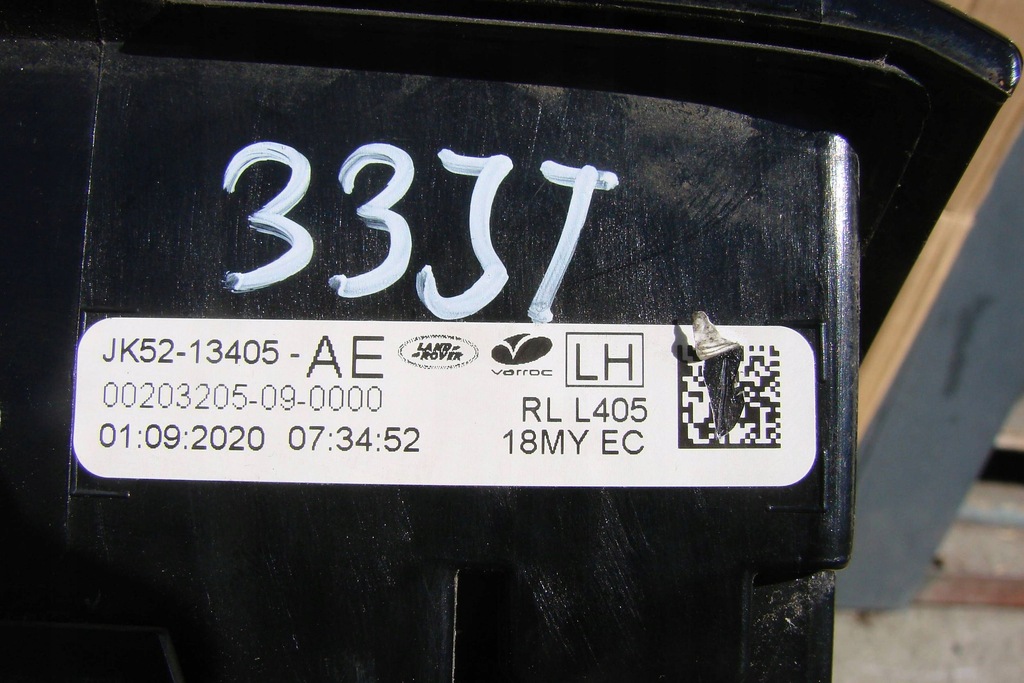 33JT
JK52-13405-AE LAND ROVER varroc LH
00203205-09-0000 RL L405
01:09:2020 07:34:52 18MY EC